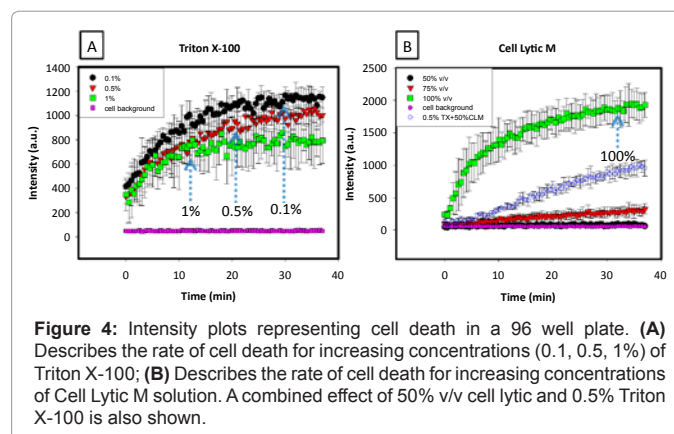 A
Triton X-100
0.1%
0.5%
1%
cell background
1400
1200
1000
800
600
400
200
0
Intensity (a.u.)
1%
0.5%
0.1%
0
10
20
30
40
Time (min)
B
Cell Lytic M
50% v/v
75% v/v
100% v/v
cell background
0.5% TX+50%CLM
2500
2000
1500
1000
500
0
Intensity (a.u.)
100%
0
10
20
30
40
Time (min)
Figure 4: Intensity plots representing cell death in a 96 well plate. (A)
Describes the rate of cell death for increasing concentrations (0.1, 0.5, 1%) of
Triton X-100; (B) Describes the rate of cell death for increasing concentrations
of Cell Lytic M solution. A combined effect of 50% v/v cell lytic and 0.5% Triton
X-100 is also shown.